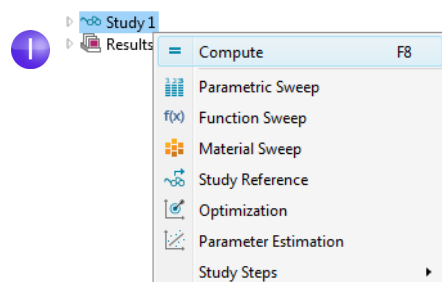 Study 1
I
Results
Compute F8
Parametric Sweep
f(x) Function Sweep
Material Sweep
Study Reference
Optimization
Parameter Estimation
Study Steps